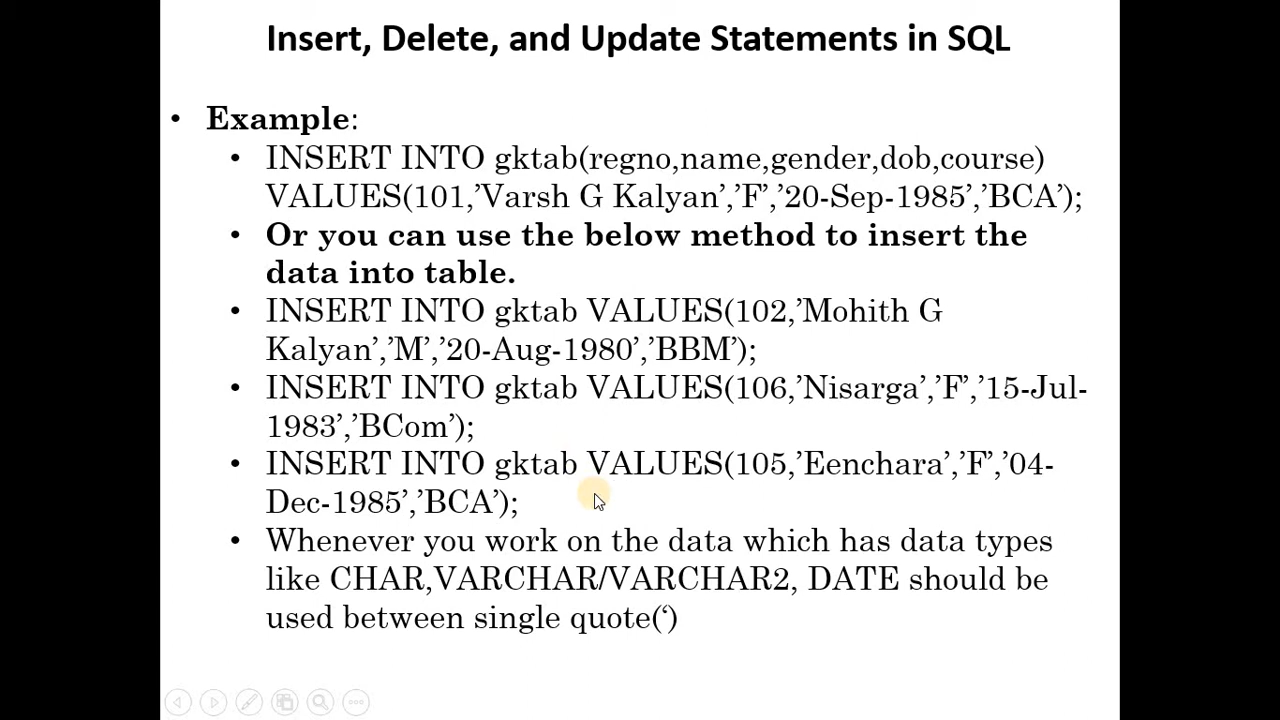 Insert, Delete, and Update Statements in SQL
• Example:
• INSERT INTO gktab(regno,name,gender,dob,course)
VALUES(101,’Varsh G Kalyan’,’F’,’20-Sep-1985’,’BCA’);
• Or you can use the below method to insert the
data into table.
• INSERT INTO gktab VALUES(102,’Mohith G
Kalyan’,’M’,’20-Aug-1980’,’BBM’);
• INSERT INTO gktab VALUES(106,’Nisarga’,’F’,’15-Jul-
1983’,’BCom’);
• INSERT INTO gktab VALUES(105,’Eenchara’,’F’,’04-
Dec-1985’,’BCA’);
• Whenever you work on the data which has data types
like CHAR,VARCHAR/VARCHAR2, DATE should be
used between single quote(‘)